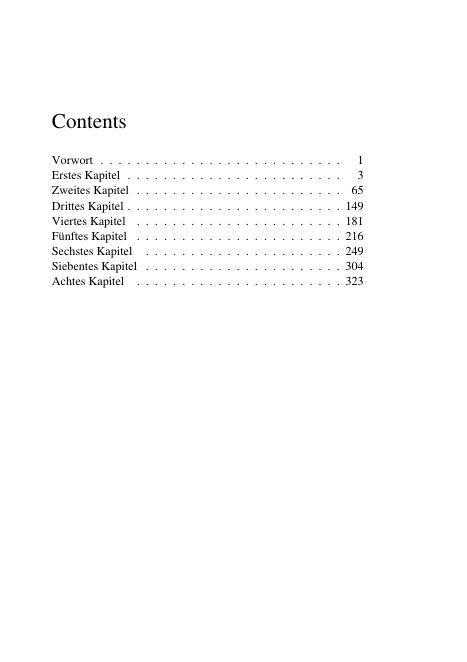 Contents
Vorwort . . . . . . . . . . . . . . . . . . . . . . . . . . . 1
Erstes Kapitel . . . . . . . . . . . . . . . . . . . . . . . . 3
Zweites Kapitel . . . . . . . . . . . . . . . . . . . . . . . 65
Drittes Kapitel . . . . . . . . . . . . . . . . . . . . . . . . 149
Viertes Kapitel . . . . . . . . . . . . . . . . . . . . . . . 181
Fünftes Kapitel . . . . . . . . . . . . . . . . . . . . . . . 216
Sechstes Kapitel . . . . . . . . . . . . . . . . . . . . . . 249
Siebentes Kapitel . . . . . . . . . . . . . . . . . . . . . . 304
Achtes Kapitel . . . . . . . . . . . . . . . . . . . . . . . 323